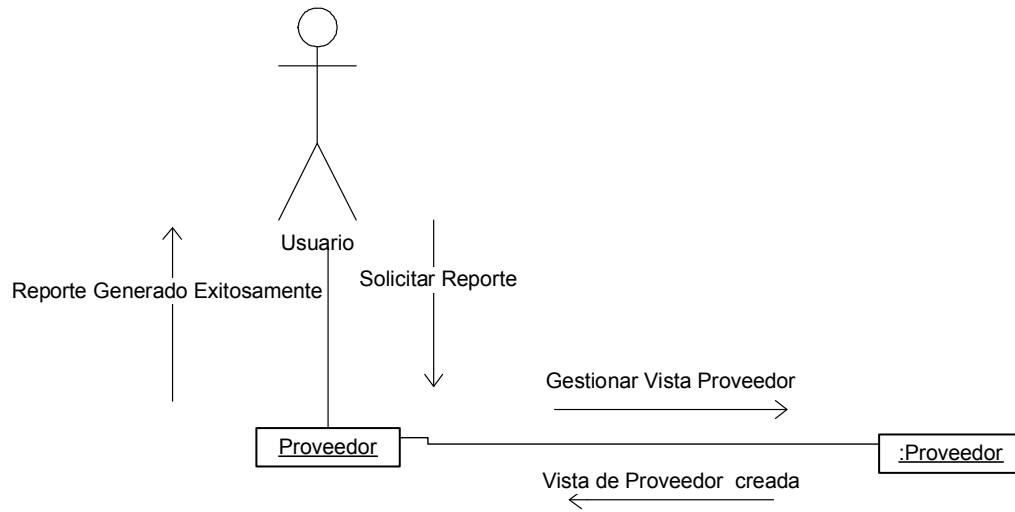 Usuario
Solicitar Reporte
Reporte Generado Exitosamente
Gestionar Vista Proveedor
Proveedor
:Proveedor
Vista de Proveedor creada